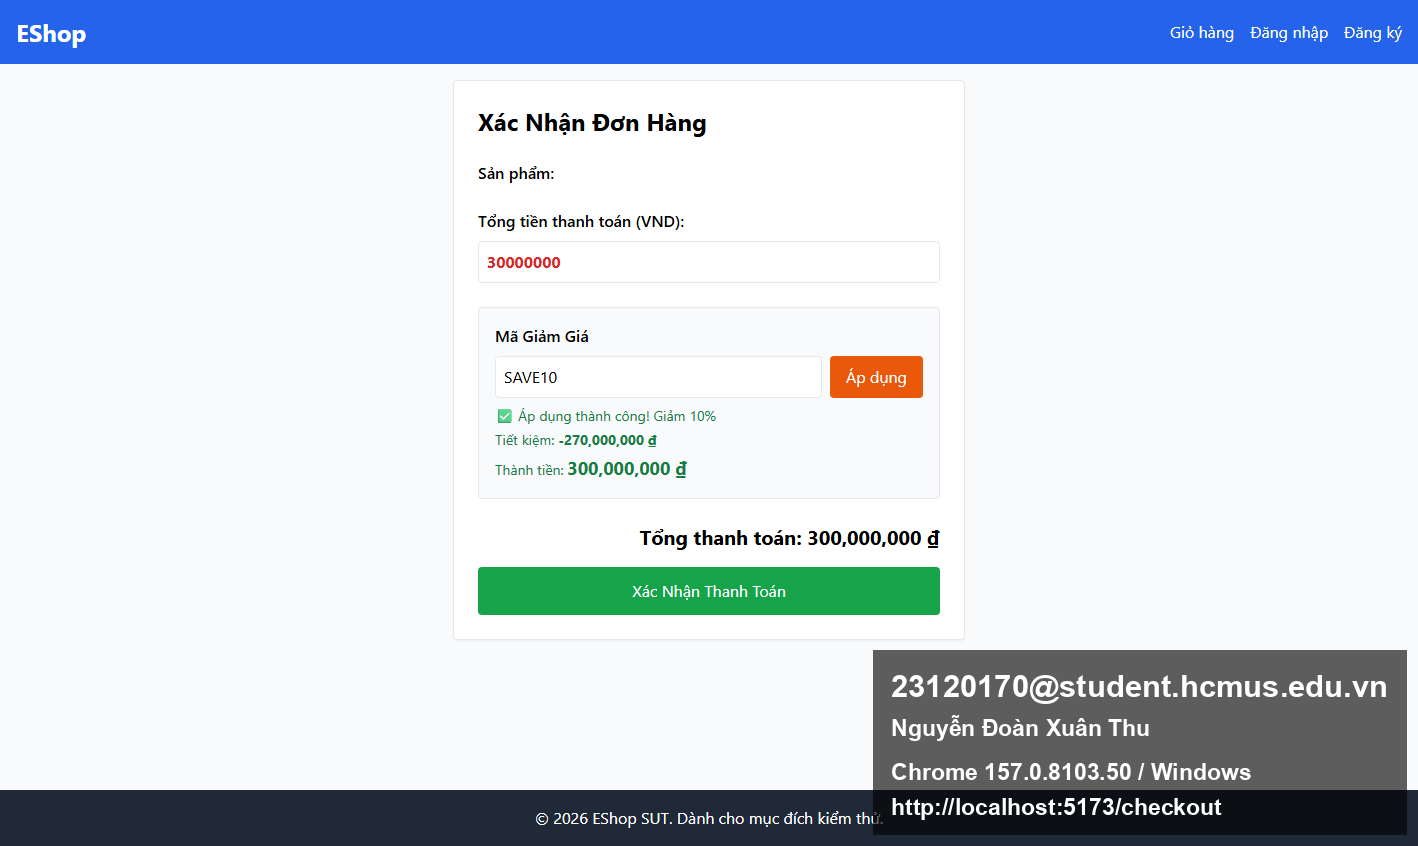 EShop
Giỏ hàng Đăng nhập Đăng ký
Xác Nhận Đơn Hàng
Sản phẩm:
Tổng tiền thanh toán (VND):
30000000
Mã Giảm Giá
SAVE10
Áp dụng
✅ Áp dụng thành công! Giảm 10%
Tiết kiệm: -270,000,000 ₫
Thành tiền: 300,000,000 ₫
Tổng thanh toán: 300,000,000 ₫
Xác Nhận Thanh Toán
23120170@student.hcmus.edu.vn
Nguyễn Đoàn Xuân Thu
Chrome 157.0.8103.50 / Windows
http://localhost:5173/checkout
© 2026 EShop SUT. Dành cho mục đích kiểm thử.